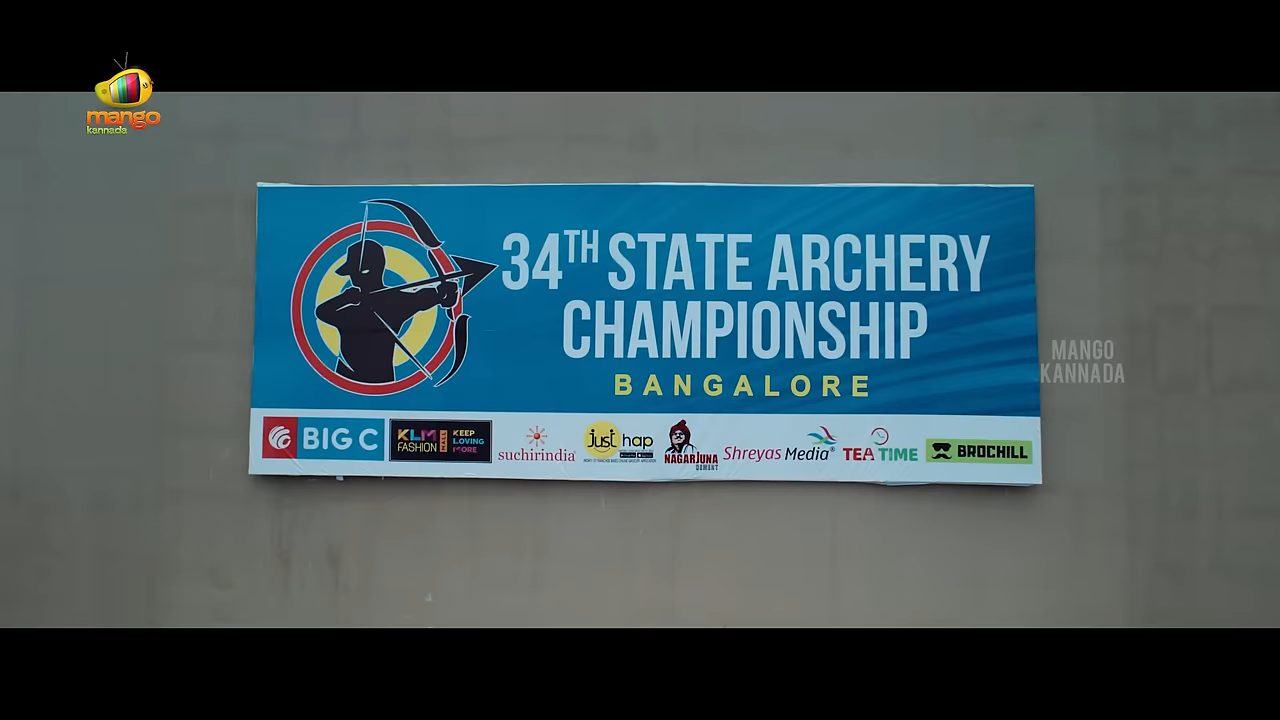 mango
kannada
34TH STATE ARCHERY
CHAMPIONSHIP
BANGALORE
MANGO
KANNADA
BIG C
KLM
FASHION
MALL
KEEP
LOVING
MORE
suchirindia
just hap
NAGARJUNA
Shreyas Media®
TEA TIME
BROCHILL